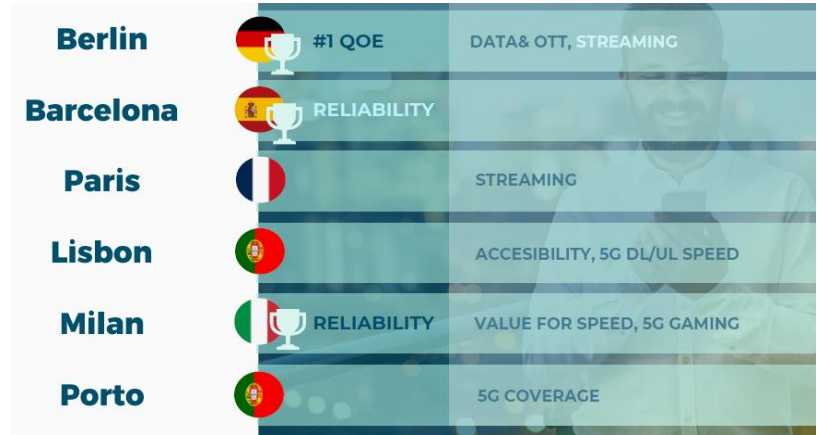 Berlin #1 QOE DATA& OTT, STREAMING
Barcelona RELIABILITY
Paris STREAMING
Lisbon ACCESIBILITY, 5G DL/UL SPEED
Milan RELIABILITY VALUE FOR SPEED, 5G GAMING
Porto 5G COVERAGE